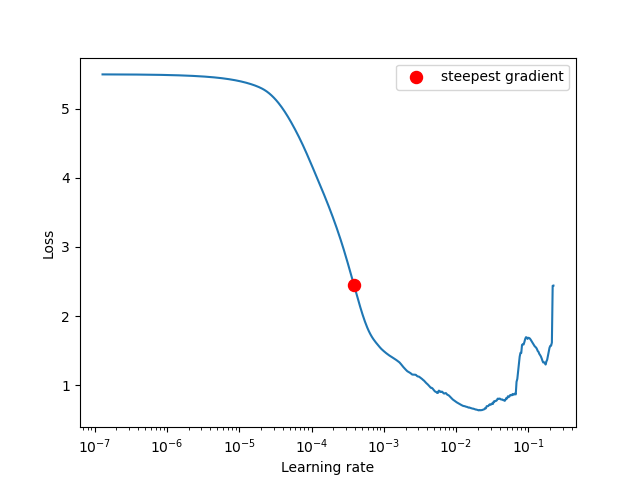 steepest gradient
Loss
5
4
3
2
1
10⁻⁷ 10⁻⁶ 10⁻⁵ 10⁻⁴ 10⁻³ 10⁻² 10⁻¹
Learning rate